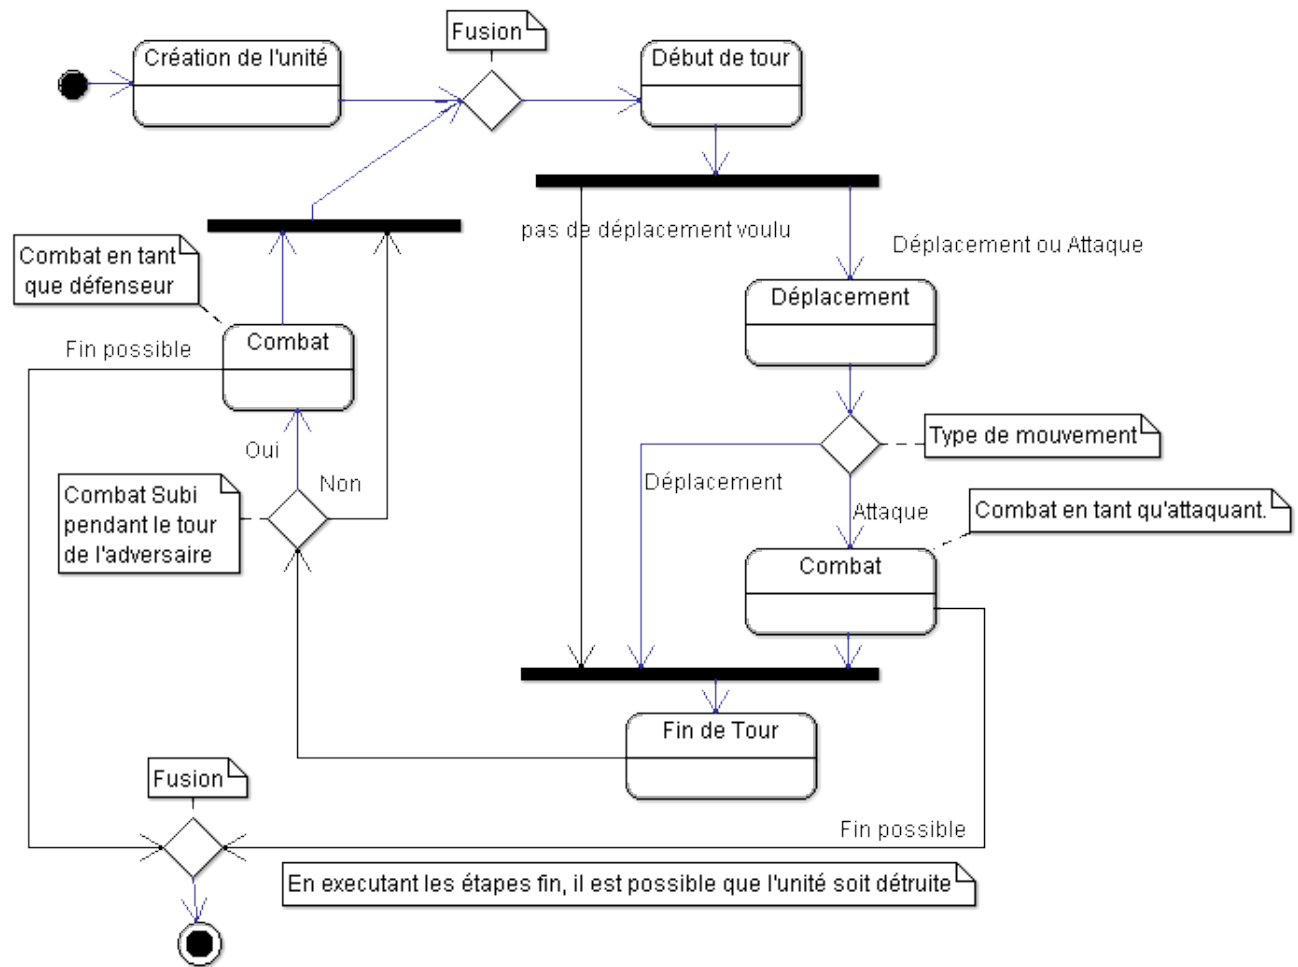 Fusion
Création de l'unité
Début de tour
pas de déplacement voulu
Déplacement ou Attaque
Combat en tant
que défenseur
Déplacement
Combat
Fin possible
Type de mouvement
Oui
Non
Déplacement
Combat Subi
pendant le tour
de l'adversaire
Attaque
Combat en tant qu'attaquant.
Combat
Fin de Tour
Fusion
Fin possible
En executant les étapes fin, il est possible que l'unité soit détruite